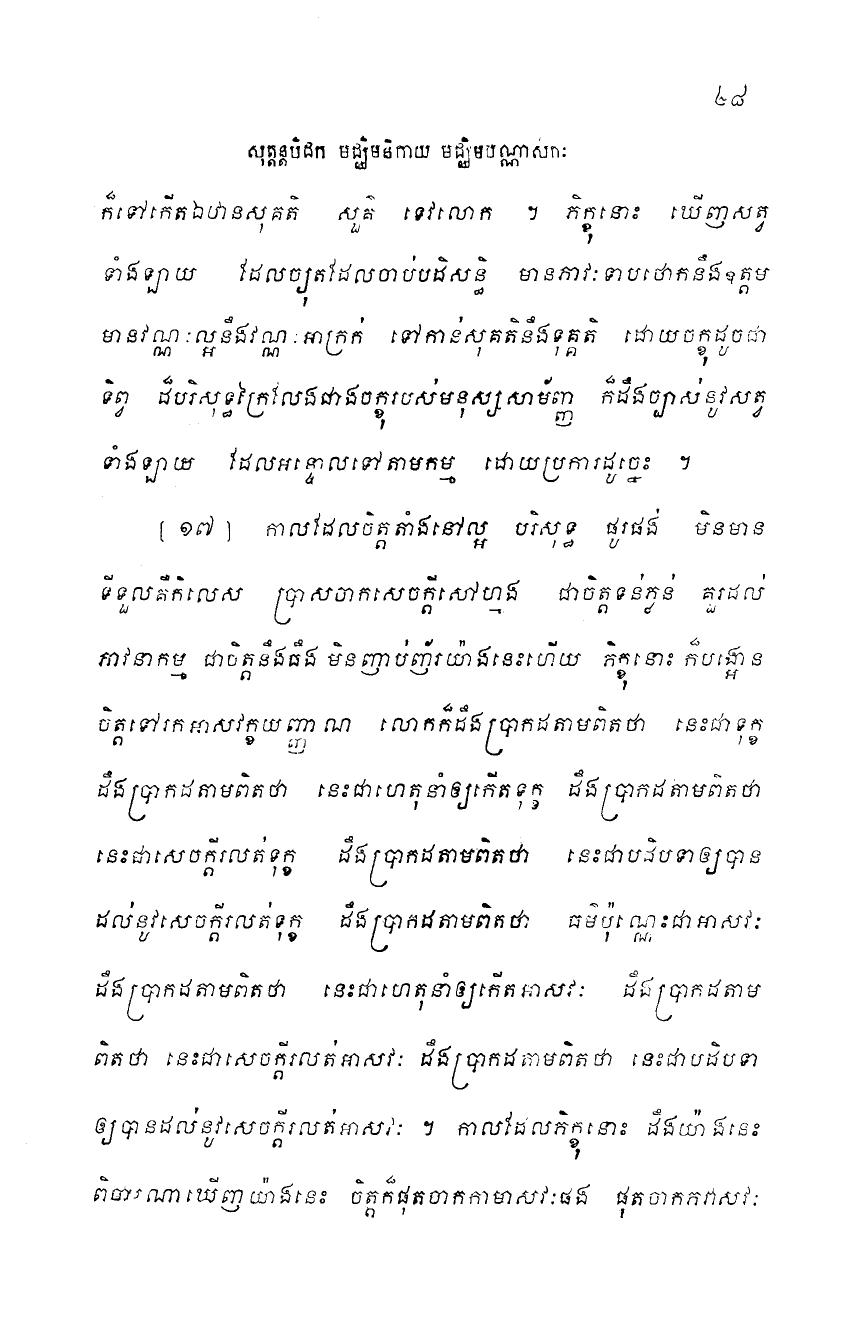 ៤៨
សុត្តន្តបិដក មជ្ឈិមនិកាយ មជ្ឈិមបណ្ណាសកៈ
ក៏ទៅកើតឯឋានសុគតិ សួគ៌ ទេវលោក ។ ភិក្ខុនោះ ឃើញសត្វ
ទាំងឡាយ ដែលច្យុតដែលចាប់បដិសន្ធិ មានភាវៈទាបថោកនឹងឧត្តម
មានវណ្ណៈល្អនឹងវណ្ណៈអាក្រក់ ទៅកាន់សុគតិនឹងទុគ្គតិ ដោយចក្ខុដូចជា
ទិព្វ ដ៏បរិសុទ្ធក្រៃលែងជាងចក្ខុរបស់មនុស្សសាម័ញ្ញ ក៏ដឹងច្បាស់នូវសត្វ
ទាំងឡាយ ដែលអន្ទោលទៅតាមកម្ម ដោយប្រការដូច្នេះ ។
[ ១៧ ] កាលដែលចិត្តតាំងនៅល្អ បរិសុទ្ធ ផូរផង់ មិនមាន
ទីទួលគឺកិលេស ប្រាសចាកសេចក្តីសៅហ្មង ជាចិត្តទន់ភ្លន់ គួរដល់
ភាវនាកម្ម ជាចិត្តនឹងធឹង មិនញាប់ញ័រយ៉ាងនេះហើយ ភិក្ខុនោះ ក៏បង្អោន
ចិត្តទៅរកអាសវក្ខយញ្ញាណ លោកក៏ដឹងប្រាកដតាមពិតថា នេះជាទុក្ខ
ដឹងប្រាកដតាមពិតថា នេះជាហេតុនាំឲ្យកើតទុក្ខ ដឹងប្រាកដតាមពិតថា
នេះជាសេចក្តីរលត់ទុក្ខ ដឹងប្រាកដតាមពិតថា នេះជាបដិបទាឲ្យបាន
ដល់នូវសេចក្តីរលត់ទុក្ខ ដឹងប្រាកដតាមពិតថា ធម៌ប៉ុណ្ណេះជាអាសវៈ
ដឹងប្រាកដតាមពិតថា នេះជាហេតុនាំឲ្យកើតអាសវៈ ដឹងប្រាកដតាម
ពិតថា នេះជាសេចក្តីរលត់អាសវៈ ដឹងប្រាកដតាមពិតថា នេះជាបដិបទា
ឲ្យបានដល់នូវសេចក្តីរលត់អាសវៈ ។ កាលដែលភិក្ខុនោះ ដឹងយ៉ាងនេះ
ពិចារណាឃើញយ៉ាងនេះ ចិត្តក៏ផុតចាកកាមាសវៈផង ផុតចាកភវាសវៈ